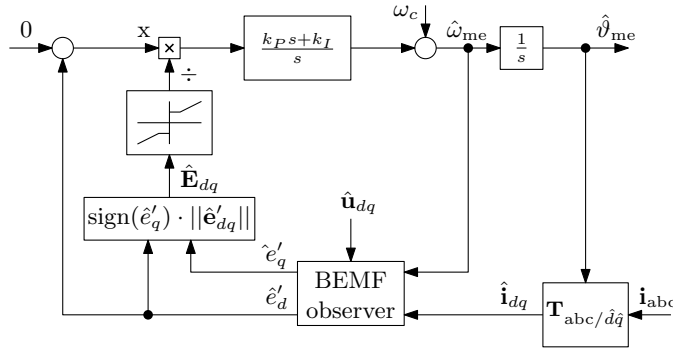 0
x
×
÷
k_P s+k_I / s
ω_c
ω̂_me
1/s
ϑ̂_me
Ê_dq
sign(ê′_q) · ||ê′_dq||
û_dq
ˆe′_q
ê′_d
BEMF
observer
î_dq
T_abc/d̂q̂
i_abc